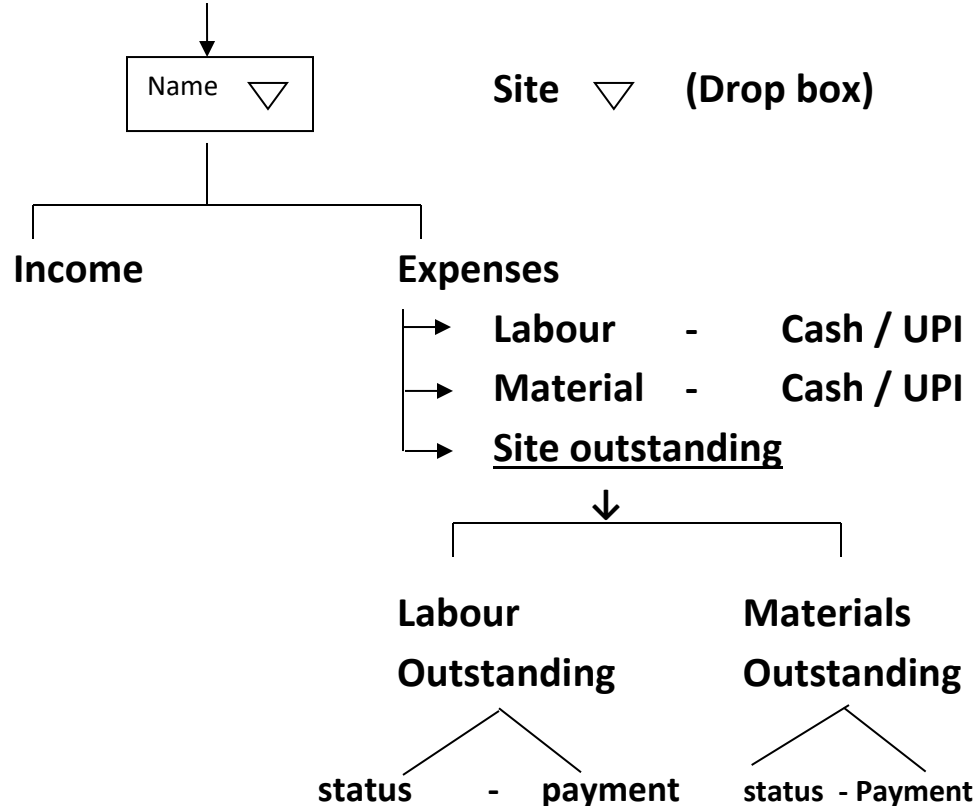 Name
Site (Drop box)
Income Expenses
Labour - Cash / UPI
Material - Cash / UPI
Site outstanding
Labour Materials
Outstanding Outstanding
status - payment status - Payment